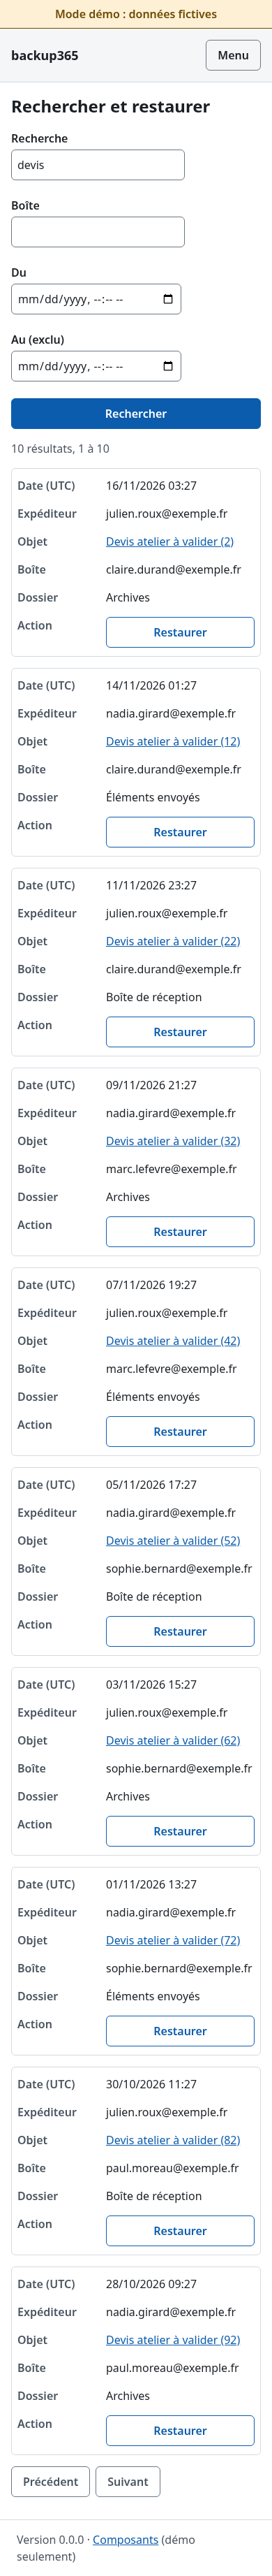 Mode démo : données fictives
backup365
Menu
Rechercher et restaurer
Recherche
devis
Boîte
Du
mm/dd/yyyy, --:-- --
Au (exclu)
mm/dd/yyyy, --:-- --
Rechercher
10 résultats, 1 à 10
Date (UTC) 16/11/2026 03:27
Expéditeur julien.roux@exemple.fr
Objet Devis atelier à valider (2)
Boîte claire.durand@exemple.fr
Dossier Archives
Action Restaurer
Date (UTC) 14/11/2026 01:27
Expéditeur nadia.girard@exemple.fr
Objet Devis atelier à valider (12)
Boîte claire.durand@exemple.fr
Dossier Éléments envoyés
Action Restaurer
Date (UTC) 11/11/2026 23:27
Expéditeur julien.roux@exemple.fr
Objet Devis atelier à valider (22)
Boîte claire.durand@exemple.fr
Dossier Boîte de réception
Action Restaurer
Date (UTC) 09/11/2026 21:27
Expéditeur nadia.girard@exemple.fr
Objet Devis atelier à valider (32)
Boîte marc.lefevre@exemple.fr
Dossier Archives
Action Restaurer
Date (UTC) 07/11/2026 19:27
Expéditeur julien.roux@exemple.fr
Objet Devis atelier à valider (42)
Boîte marc.lefevre@exemple.fr
Dossier Éléments envoyés
Action Restaurer
Date (UTC) 05/11/2026 17:27
Expéditeur nadia.girard@exemple.fr
Objet Devis atelier à valider (52)
Boîte sophie.bernard@exemple.fr
Dossier Boîte de réception
Action Restaurer
Date (UTC) 03/11/2026 15:27
Expéditeur julien.roux@exemple.fr
Objet Devis atelier à valider (62)
Boîte sophie.bernard@exemple.fr
Dossier Archives
Action Restaurer
Date (UTC) 01/11/2026 13:27
Expéditeur nadia.girard@exemple.fr
Objet Devis atelier à valider (72)
Boîte sophie.bernard@exemple.fr
Dossier Éléments envoyés
Action Restaurer
Date (UTC) 30/10/2026 11:27
Expéditeur julien.roux@exemple.fr
Objet Devis atelier à valider (82)
Boîte paul.moreau@exemple.fr
Dossier Boîte de réception
Action Restaurer
Date (UTC) 28/10/2026 09:27
Expéditeur nadia.girard@exemple.fr
Objet Devis atelier à valider (92)
Boîte paul.moreau@exemple.fr
Dossier Archives
Action Restaurer
Précédent Suivant
Version 0.0.0 · Composants (démo
seulement)